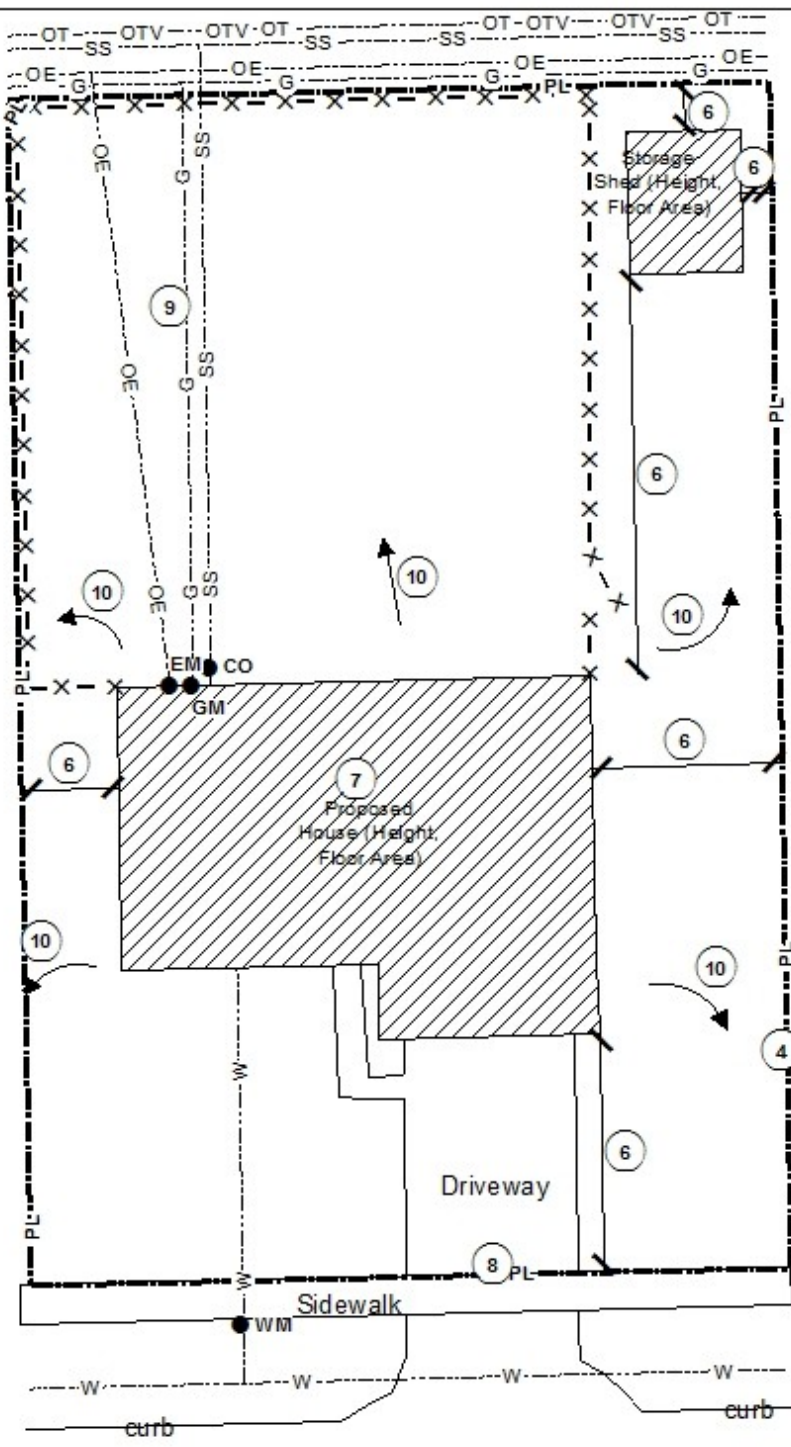 OT OTV OTV OT OTV OT
SS SS SS SS SS
OE OE OE OE
G G G G
PL
PL
6
Storage
Shed (Height,
Floor Area)
6
OE G SS
9
OE G SS
PL
6
10
OE G SS
10
10
EM CO
GM
PL
6
6
7
Proposed
House (Height,
Floor Area)
10
10
PL
4
W
6
Driveway
PL
8 PL
W
Sidewalk
WM
W W W W
curb
curb